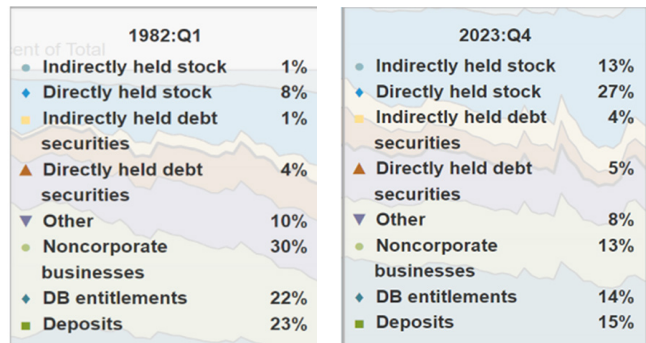 1982:Q1
ent of Total
Indirectly held stock 1%
Directly held stock 8%
Indirectly held debt 1%
securities
Directly held debt 4%
securities
Other 10%
Noncorporate 30%
businesses
DB entitlements 22%
Deposits 23%
2023:Q4
Indirectly held stock 13%
Directly held stock 27%
Indirectly held debt 4%
securities
Directly held debt 5%
securities
Other 8%
Noncorporate 13%
businesses
DB entitlements 14%
Deposits 15%